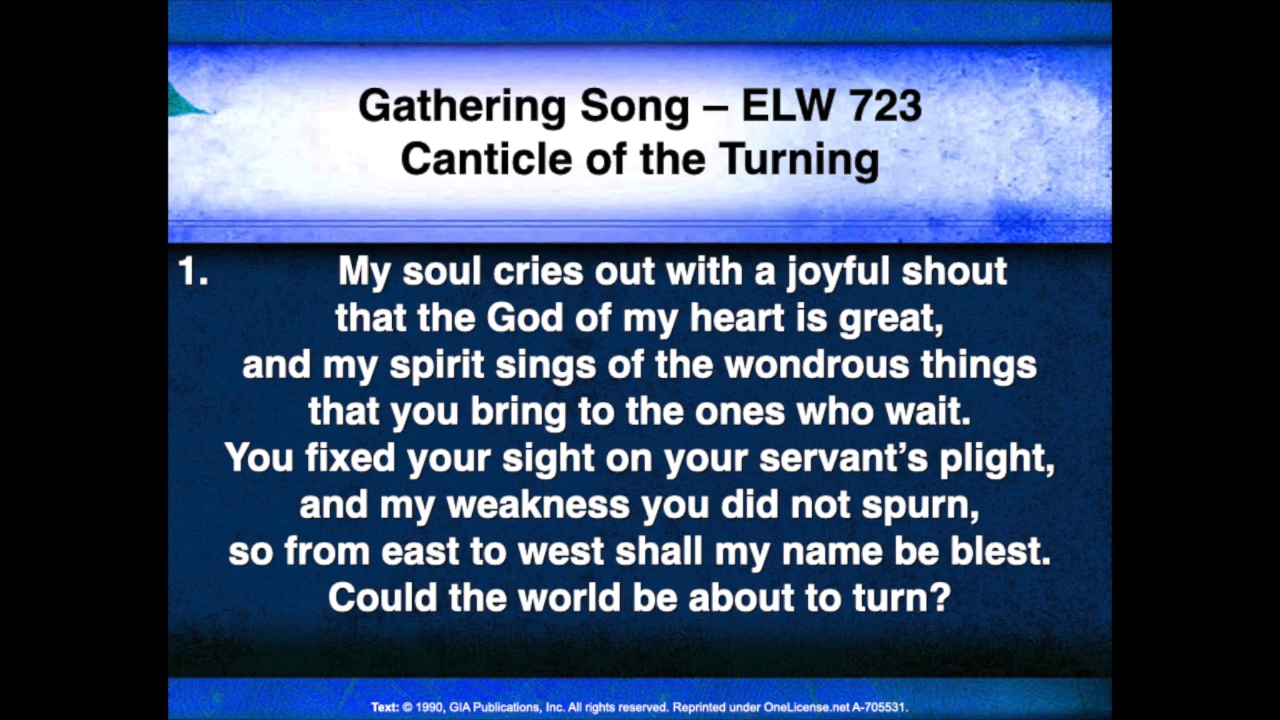 Gathering Song – ELW 723
Canticle of the Turning
1. My soul cries out with a joyful shout
that the God of my heart is great,
and my spirit sings of the wondrous things
that you bring to the ones who wait.
You fixed your sight on your servant’s plight,
and my weakness you did not spurn,
so from east to west shall my name be blest.
Could the world be about to turn?
Text: © 1990, GIA Publications, Inc. All rights reserved. Reprinted under OneLicense.net A-705531.